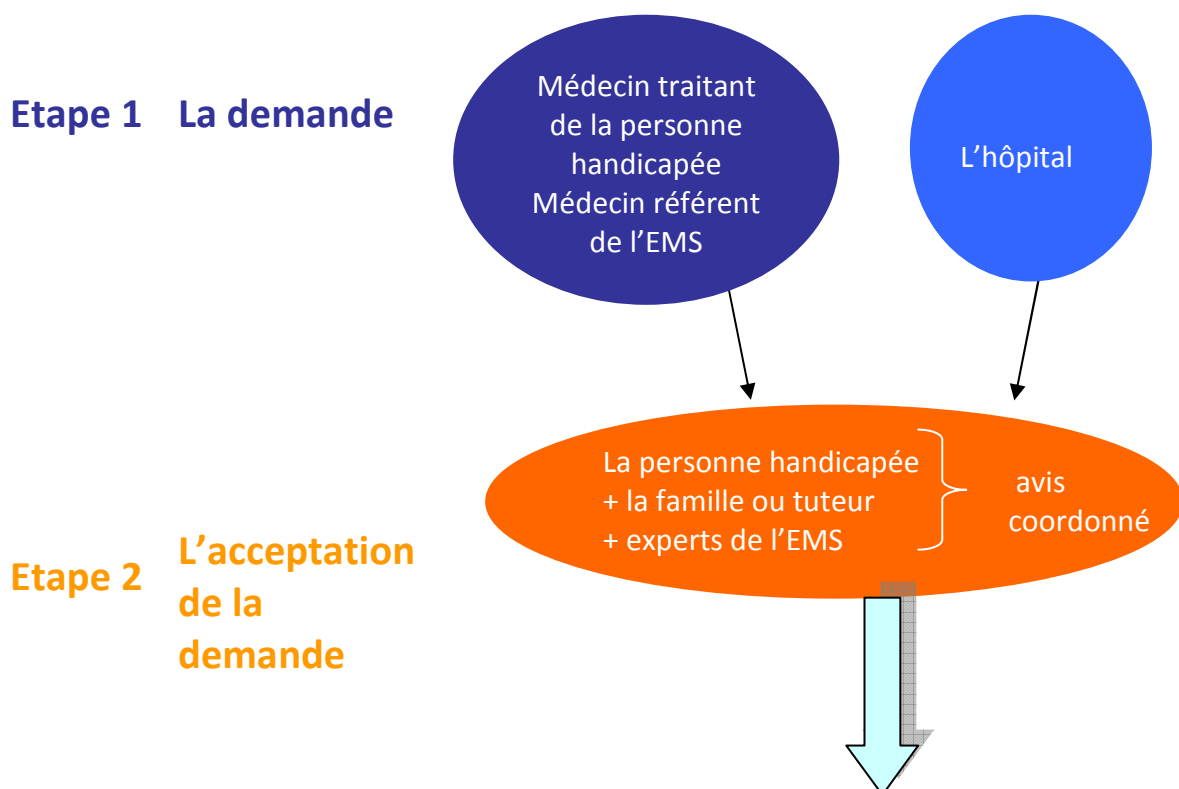 Etape 1 La demande
Médecin traitant
de la personne
handicapée
Médecin référent
de l’EMS
L’hôpital
La personne handicapée
+ la famille ou tuteur
+ experts de l’EMS
avis
coordonné
Etape 2
L’acceptation
de la
demande